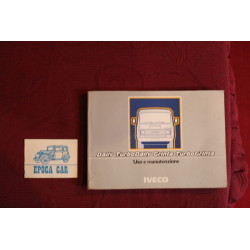 Daily TurboDaily Grinta TurboGrinta
Uso e manutenzione
IVECO
EPOCA CAR